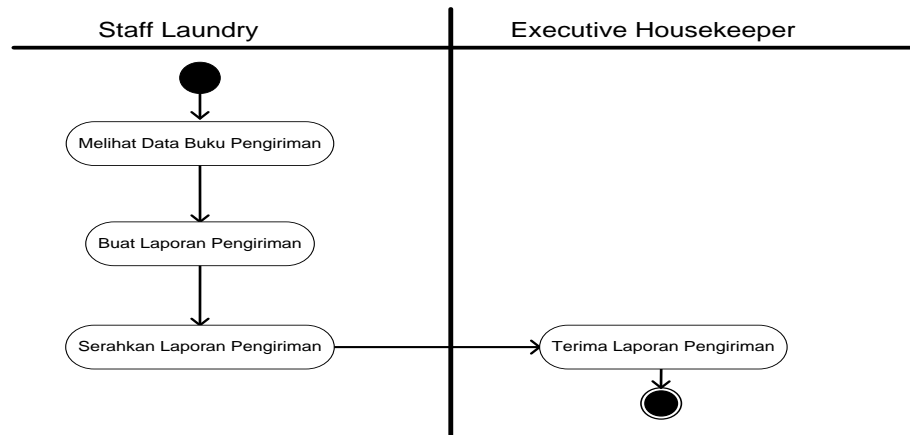 Staff Laundry
Executive Housekeeper
Melihat Data Buku Pengiriman
Buat Laporan Pengiriman
Serahkan Laporan Pengiriman
Terima Laporan Pengiriman